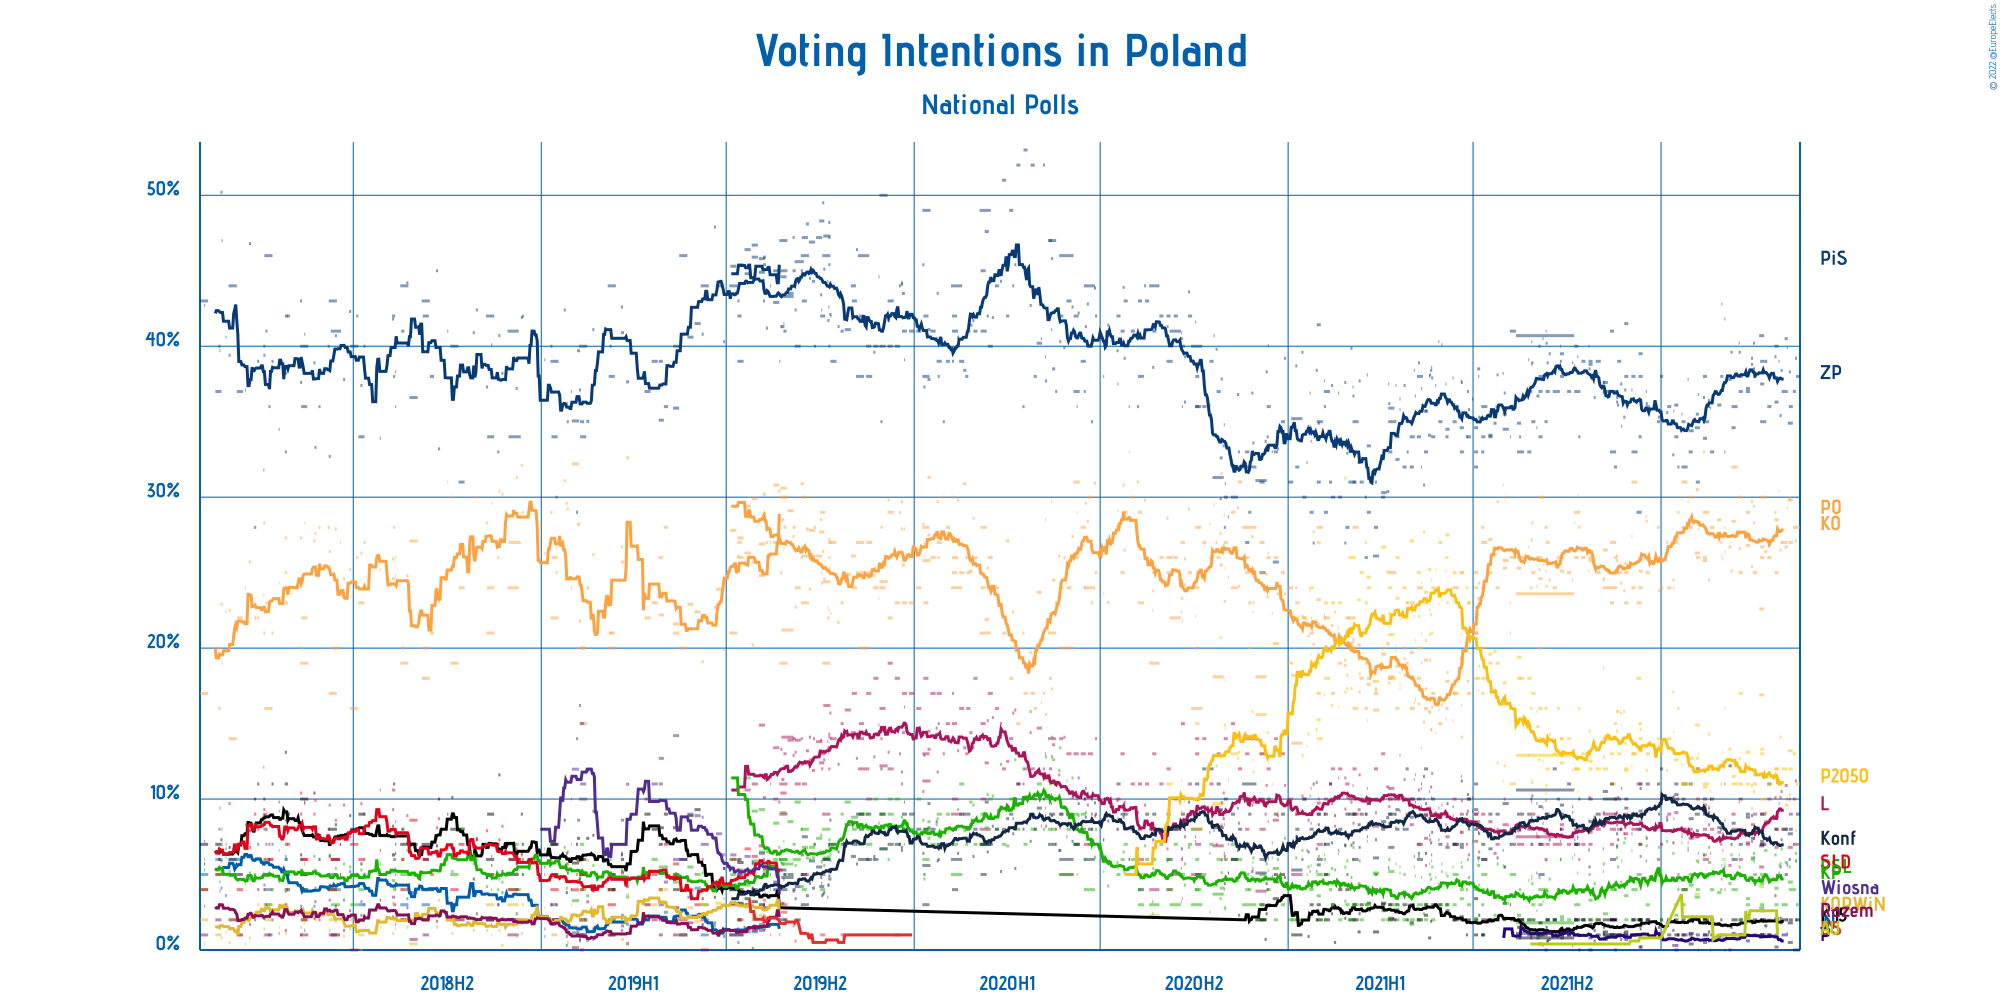 Voting Intentions in Poland
National Polls
© 2022 @EuropeElects
50%
40%
30%
20%
10%
0%
PiS
ZP
PO
KO
P2050
L
Konf
SLD
Wiosna
KORWiN
Razem
2018H2
2019H1
2019H2
2020H1
2020H2
2021H1
2021H2